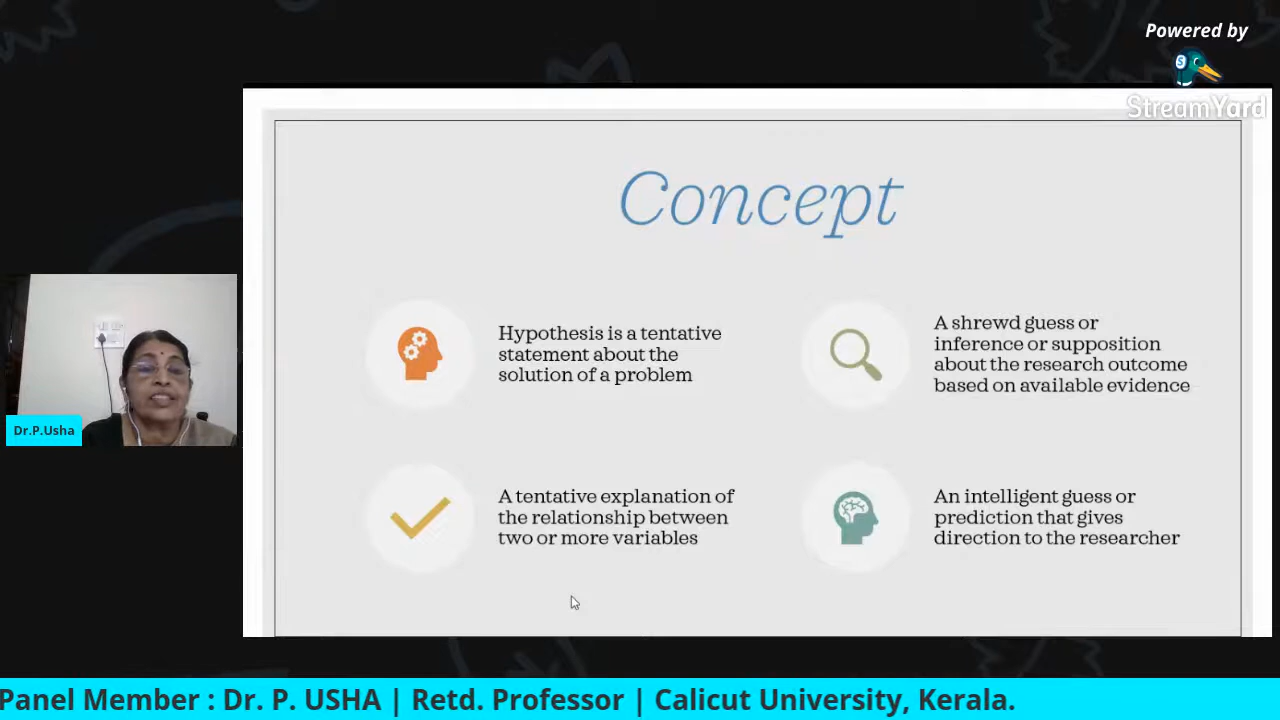 Powered by
StreamYard
Concept
Hypothesis is a tentative
statement about the
solution of a problem
A shrewd guess or
inference or supposition
about the research outcome
based on available evidence
A tentative explanation of
the relationship between
two or more variables
An intelligent guess or
prediction that gives
direction to the researcher
Dr.P.Usha
Panel Member : Dr. P. USHA | Retd. Professor | Calicut University, Kerala.